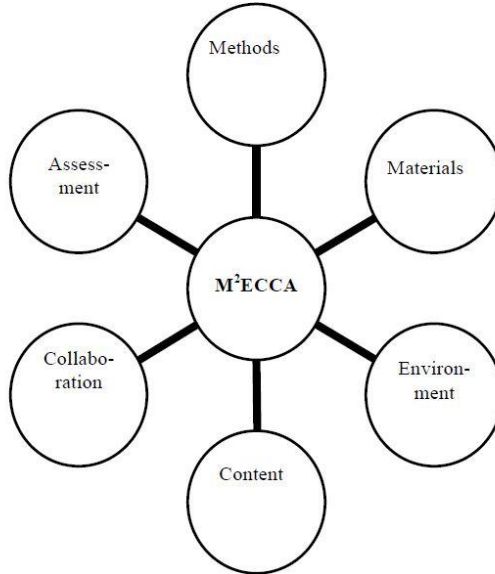 Methods
Assess-
ment
Materials
M²ECCA
Collabo-
ration
Environ-
ment
Content